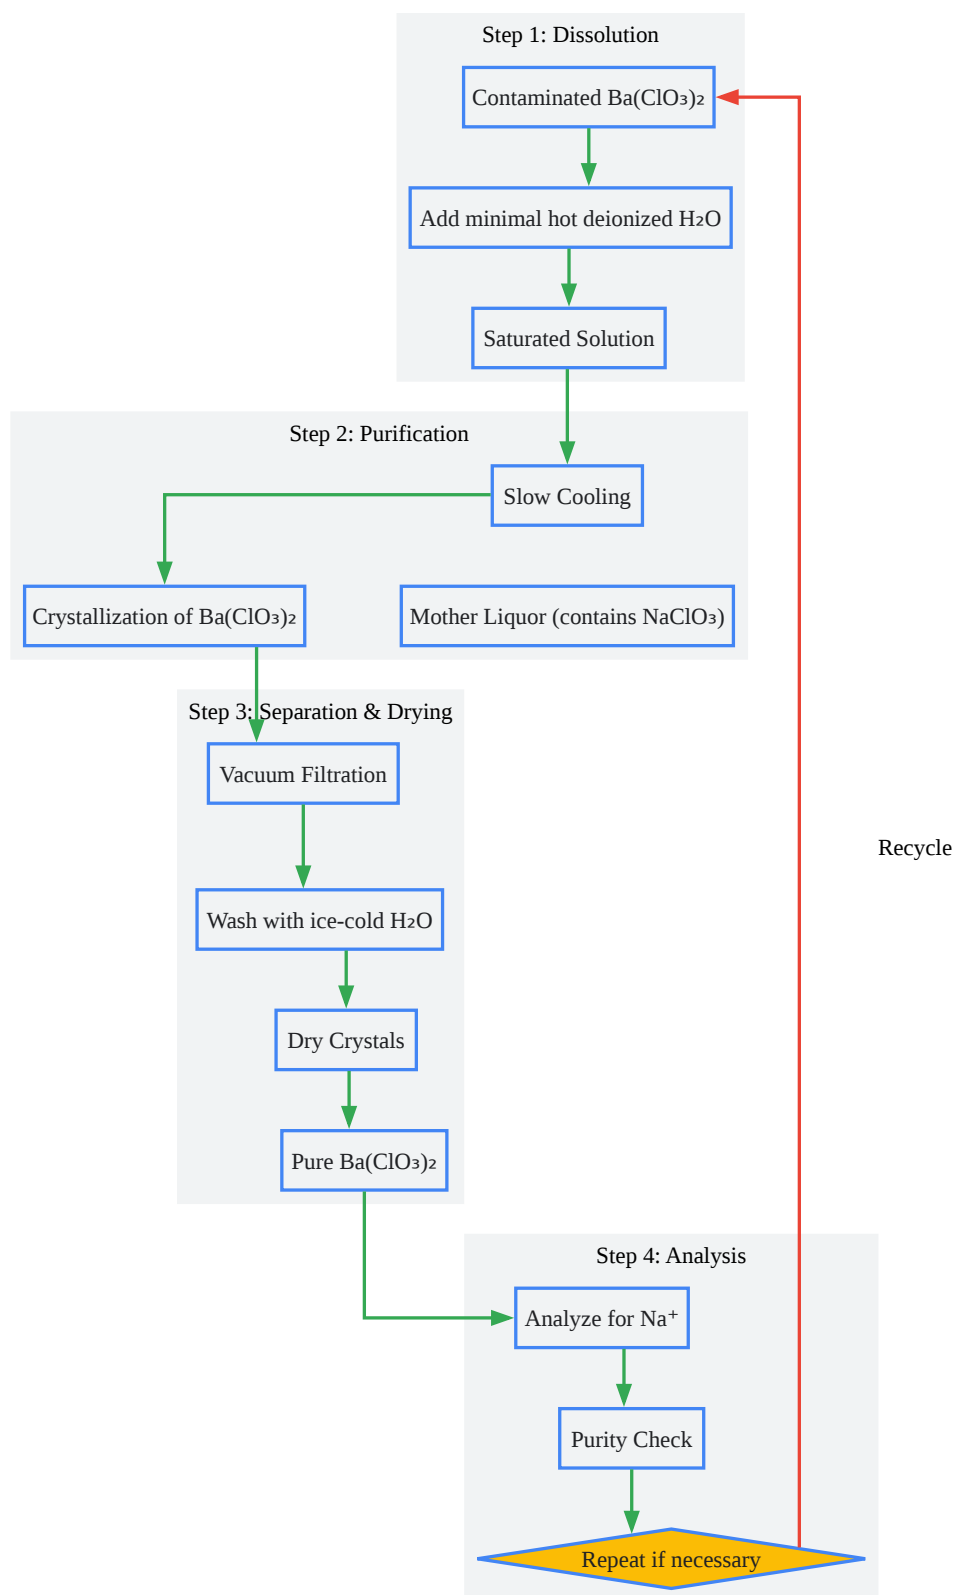 Step 1: Dissolution
Contaminated Ba(ClO₃)₂
Add minimal hot deionized H₂O
Saturated Solution
Step 2: Purification
Slow Cooling
Crystallization of Ba(ClO₃)₂
Mother Liquor (contains NaClO₃)
Step 3: Separation & Drying
Vacuum Filtration
Recycle
Wash with ice-cold H₂O
Dry Crystals
Pure Ba(ClO₃)₂
Step 4: Analysis
Analyze for Na⁺
Purity Check
Repeat if necessary